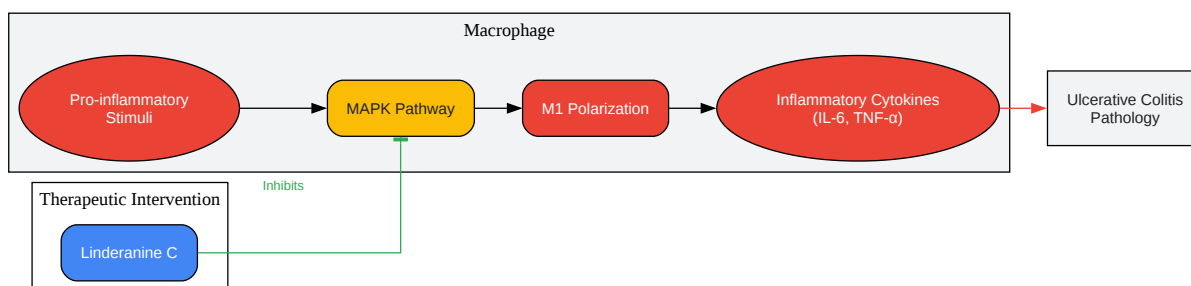 Macrophage
Pro-inflammatory
Stimuli
MAPK Pathway
M1 Polarization
Inflammatory Cytokines
(IL-6, TNF-α)
Ulcerative Colitis
Pathology
Inhibits
Therapeutic Intervention
Linderanine C